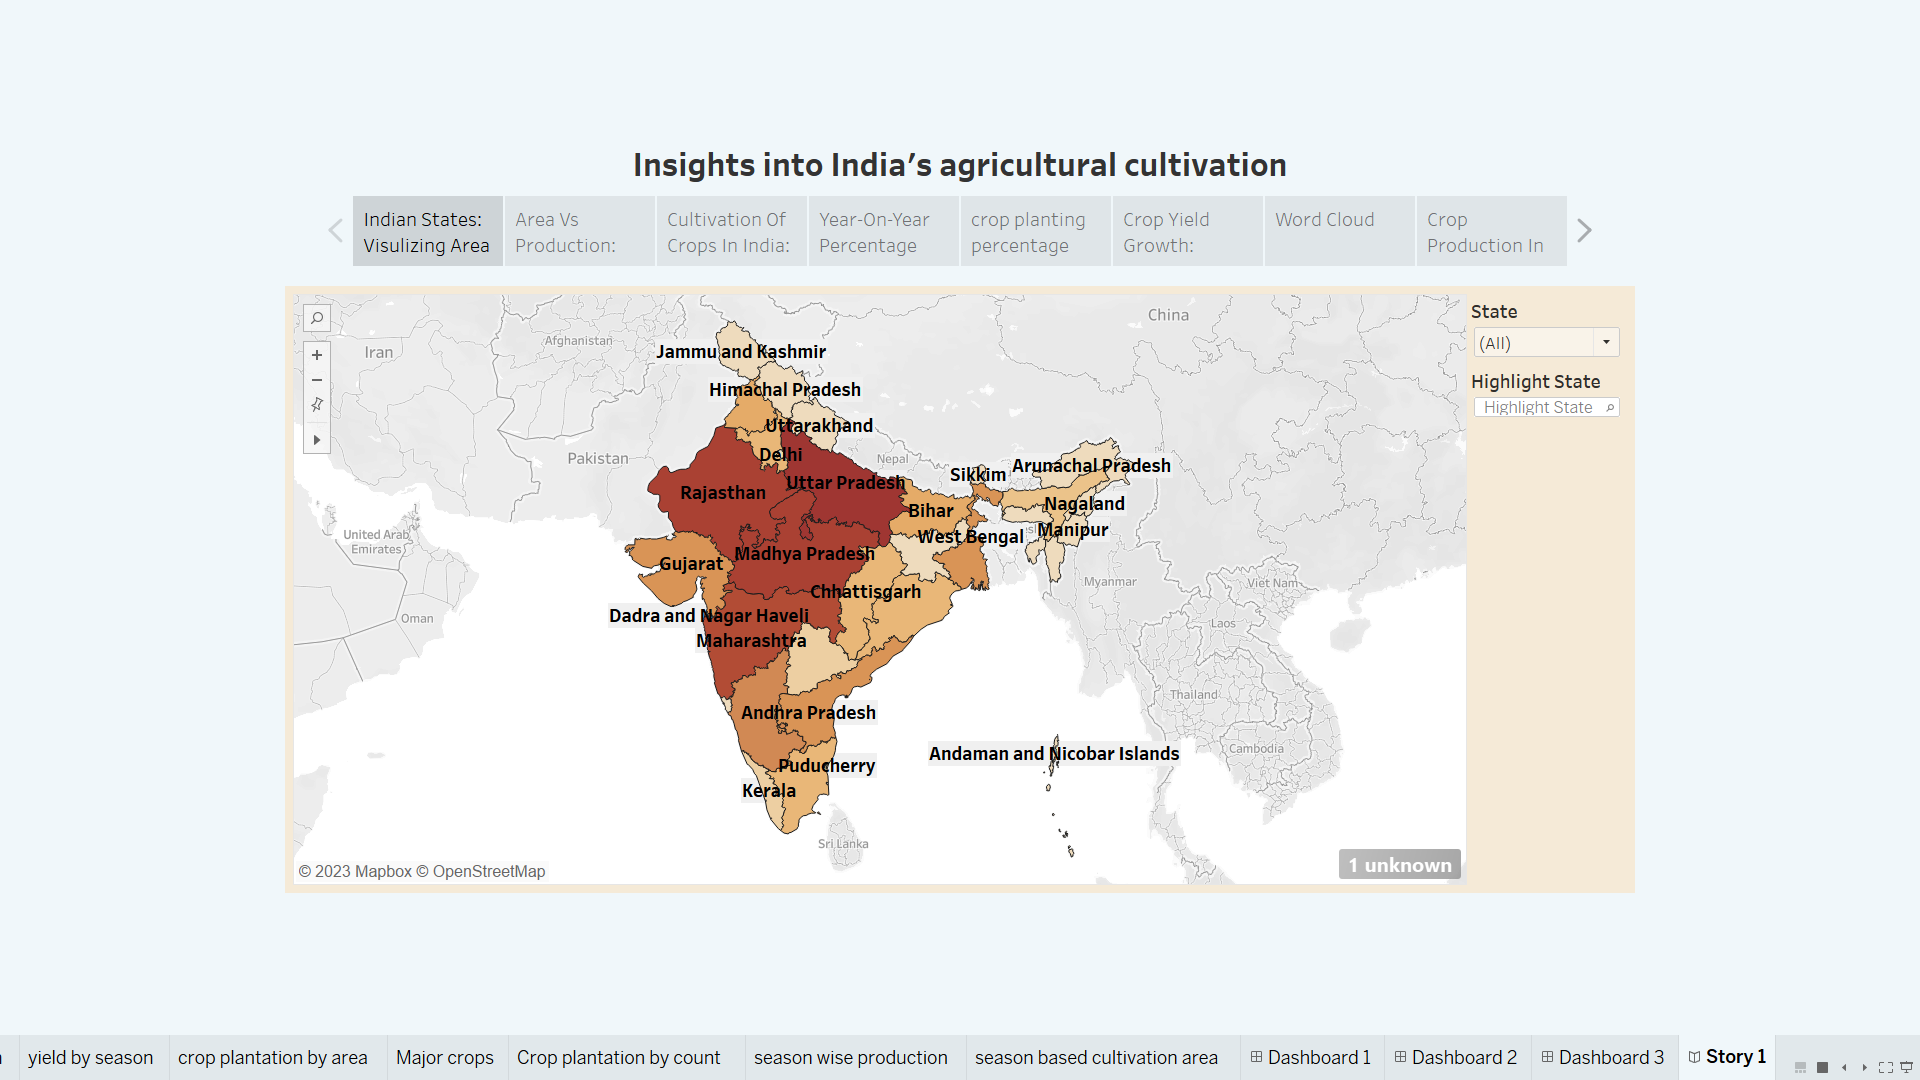 Insights into India's agricultural cultivation
Indian States:
Visulizing Area
Area Vs
Production:
Cultivation Of
Crops In India:
Year-On-Year
Percentage
crop planting
percentage
Crop Yield
Growth:
Word Cloud
Crop
Production In
State
(All)
Highlight State
Highlight State
China
Iran
Afghanistan
Jammu and Kashmir
Himachal Pradesh
Uttarakhand
Pakistan
Delhi
Nepal
Sikkim
Arunachal Pradesh
Rajasthan
Uttar Pradesh
Bihar
Nagaland
Manipur
West Bengal
United Arab
Emirates
Madhya Pradesh
Gujarat
Myanmar
Viet Nam
Chhattisgarh
Oman
Dadra and Nagar Haveli
Laos
Maharashtra
Thailand
Andhra Pradesh
Andaman and Nicobar Islands
Cambodia
Puducherry
Kerala
Sri Lanka
1 unknown
© 2023 Mapbox © OpenStreetMap
yield by season
crop plantation by area
Major crops
Crop plantation by count
season wise production
season based cultivation area
Dashboard 1
Dashboard 2
Dashboard 3
Story 1